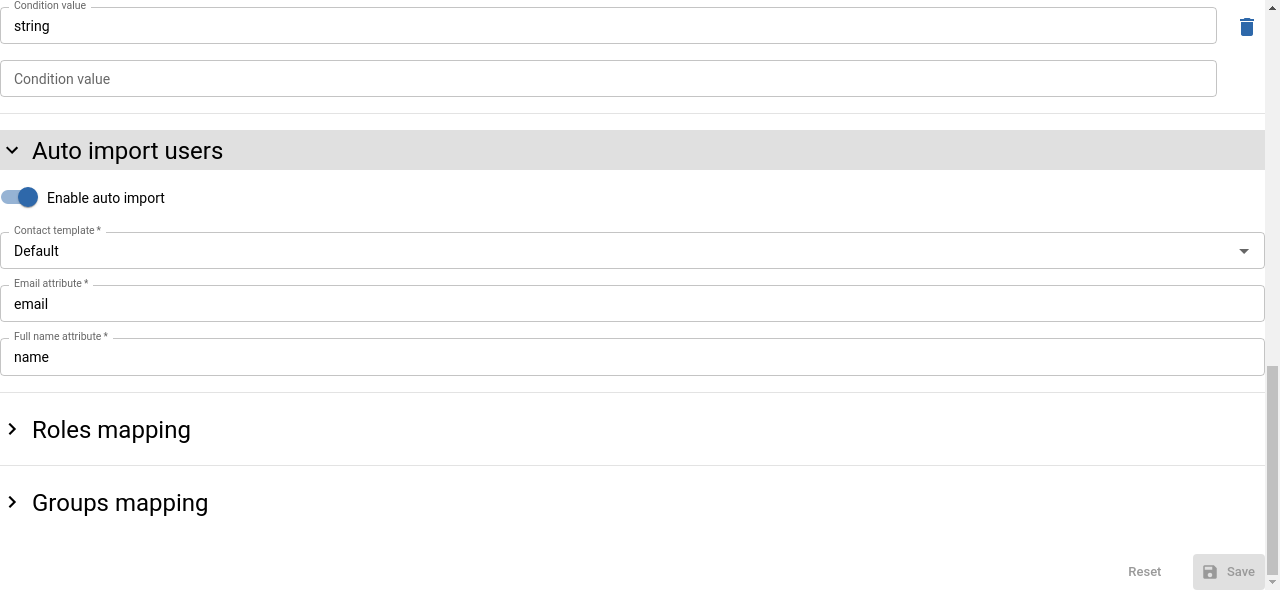 Condition value
string
Condition value
Auto import users
Enable auto import
Contact template *
Default
Email attribute *
email
Full name attribute *
name
Roles mapping
Groups mapping
Reset
Save